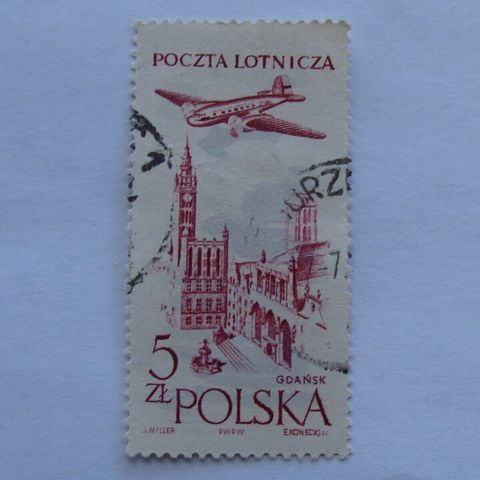 POCZTA LOTNICZA
5
ZŁ
GDAŃSK
POLSKA
J. MILLER PWPW E.KONECKI